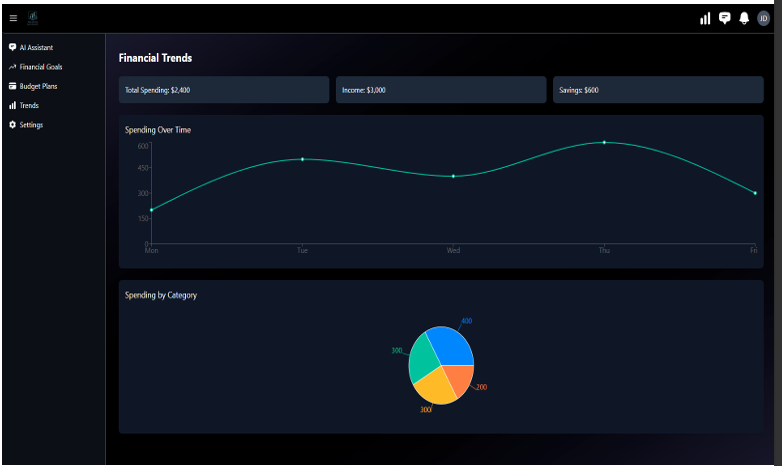 JD
AI Assistant
Financial Goals
Budget Plans
Trends
Settings
Financial Trends
Total Spending: $2,400
Income: $3,000
Savings: $600
Spending Over Time
600
450
300
150
0
Mon
Tue
Wed
Thu
Fri
Spending by Category
400
300
300
200